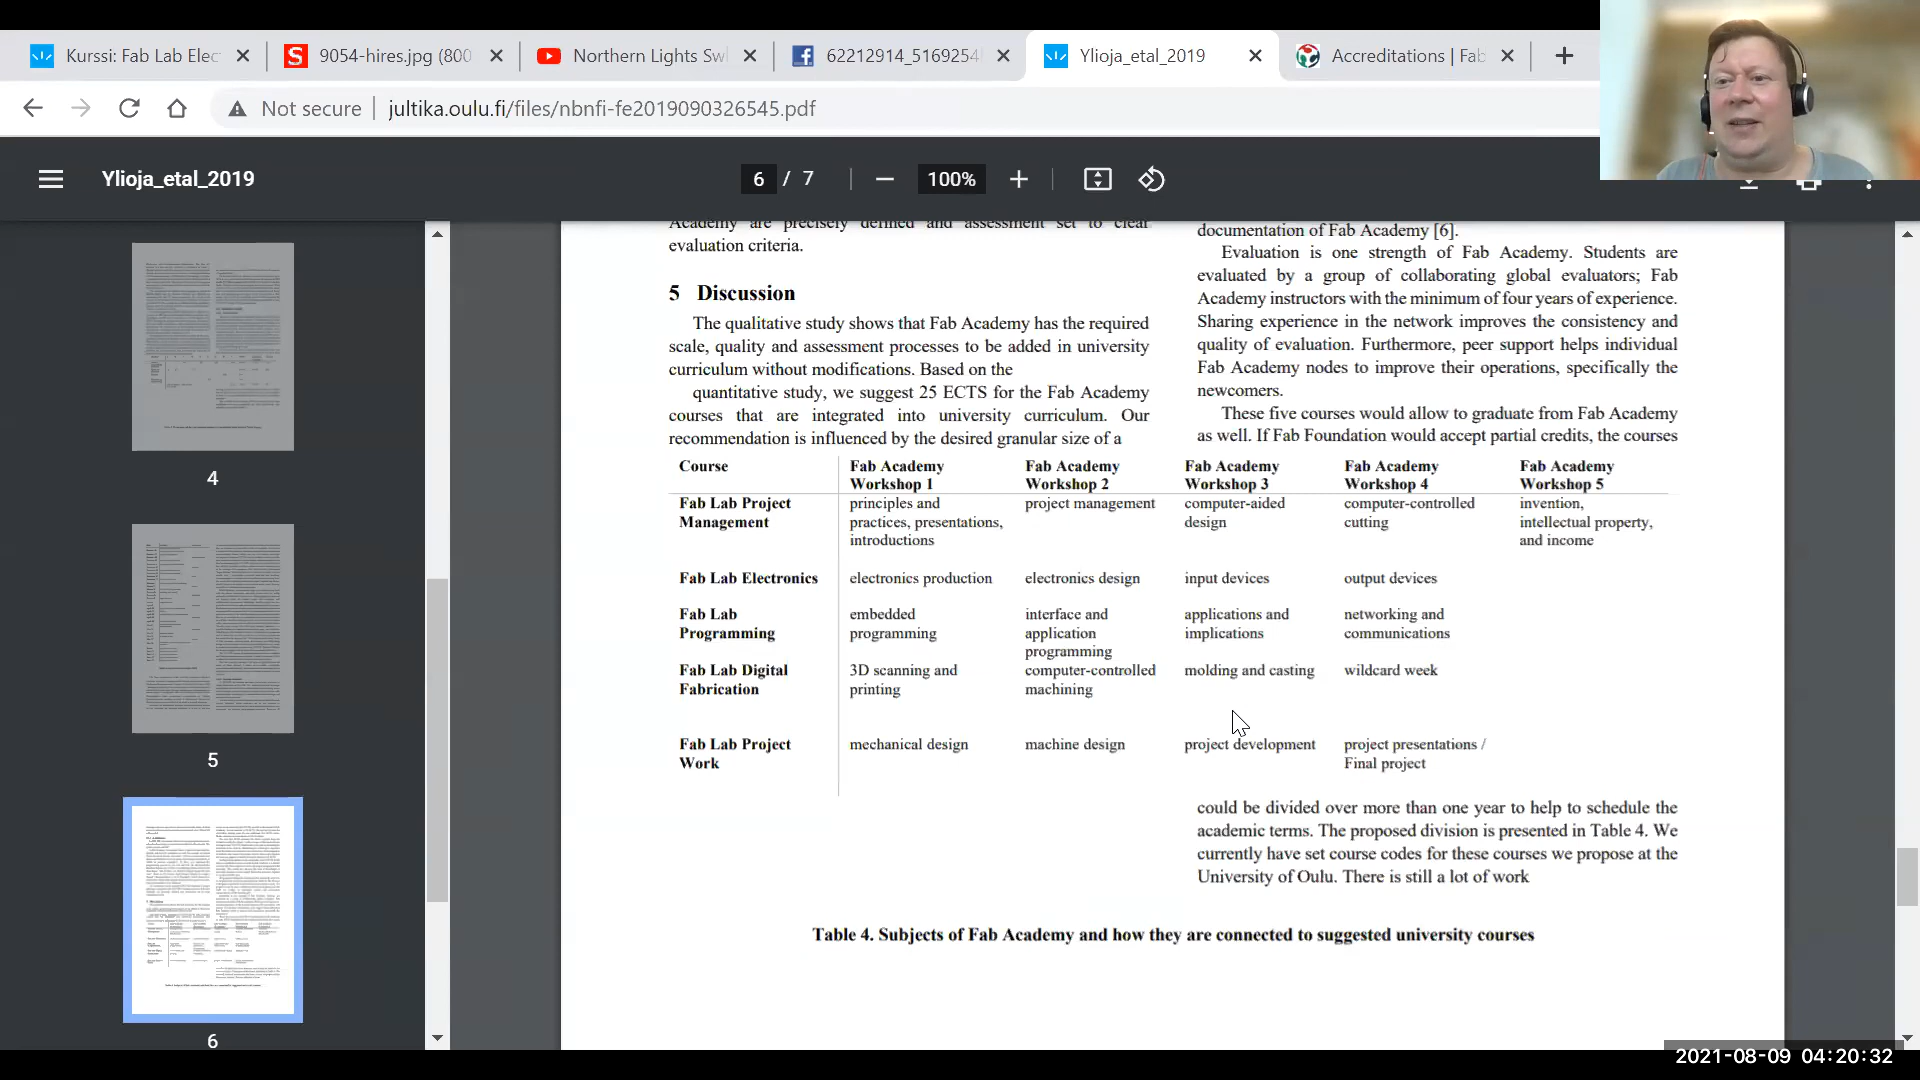 Kurssi: Fab Lab Elec
9054-hires.jpg (800
Northern Lights Swi
62212914_5169254
Ylioja_etal_2019
Accreditations | Fab
Not secure
jultika.oulu.fi/files/nbnfi-fe2019090326545.pdf
Ylioja_etal_2019
6 / 7
100%
4
5
6
Academy are precisely defined and assessment set to clear
evaluation criteria.
5 Discussion
The qualitative study shows that Fab Academy has the required
scale, quality and assessment processes to be added in university
curriculum without modifications. Based on the
quantitative study, we suggest 25 ECTS for the Fab Academy
courses that are integrated into university curriculum. Our
recommendation is influenced by the desired granular size of a
documentation of Fab Academy [6].
Evaluation is one strength of Fab Academy. Students are
evaluated by a group of collaborating global evaluators; Fab
Academy instructors with the minimum of four years of experience.
Sharing experience in the network improves the consistency and
quality of evaluation. Furthermore, peer support helps individual
Fab Academy nodes to improve their operations, specifically the
newcomers.
These five courses would allow to graduate from Fab Academy
as well. If Fab Foundation would accept partial credits, the courses
Course
Fab Academy
Workshop 1
Fab Academy
Workshop 2
Fab Academy
Workshop 3
Fab Academy
Workshop 4
Fab Academy
Workshop 5
Fab Lab Project
Management
principles and
practices, presentations,
introductions
project management
computer-aided
design
computer-controlled
cutting
invention,
intellectual property,
and income
Fab Lab Electronics
electronics production
electronics design
input devices
output devices
Fab Lab
Programming
embedded
programming
interface and
application
programming
applications and
implications
networking and
communications
Fab Lab Digital
Fabrication
3D scanning and
printing
computer-controlled
machining
molding and casting
wildcard week
Fab Lab Project
Work
mechanical design
machine design
project development
project presentations /
Final project
could be divided over more than one year to help to schedule the
academic terms. The proposed division is presented in Table 4. We
currently have set course codes for these courses we propose at the
University of Oulu. There is still a lot of work
Table 4. Subjects of Fab Academy and how they are connected to suggested university courses
2021-08-09 04:20:32